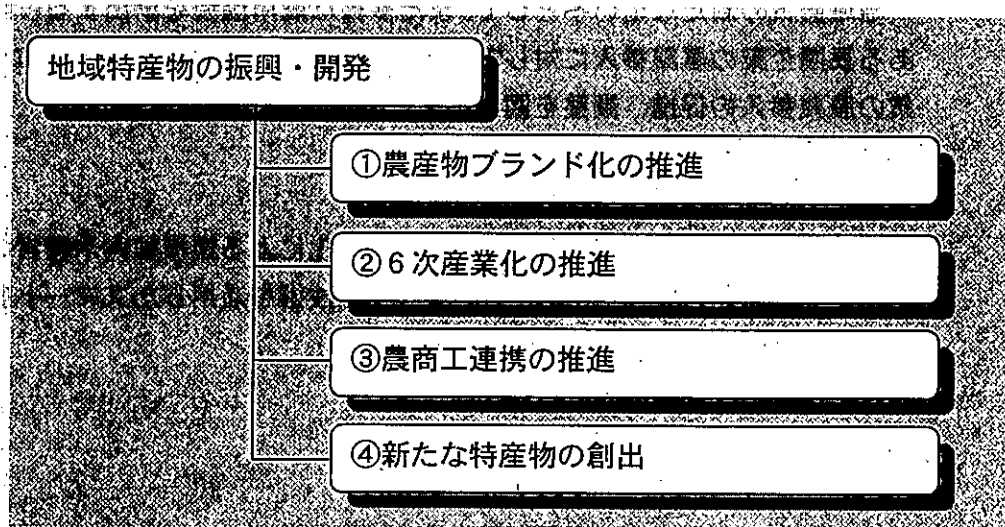 地域特産物の振興・開発
①農産物ブランド化の推進
②6次産業化の推進
③農商工連携の推進
④新たな特産物の創出